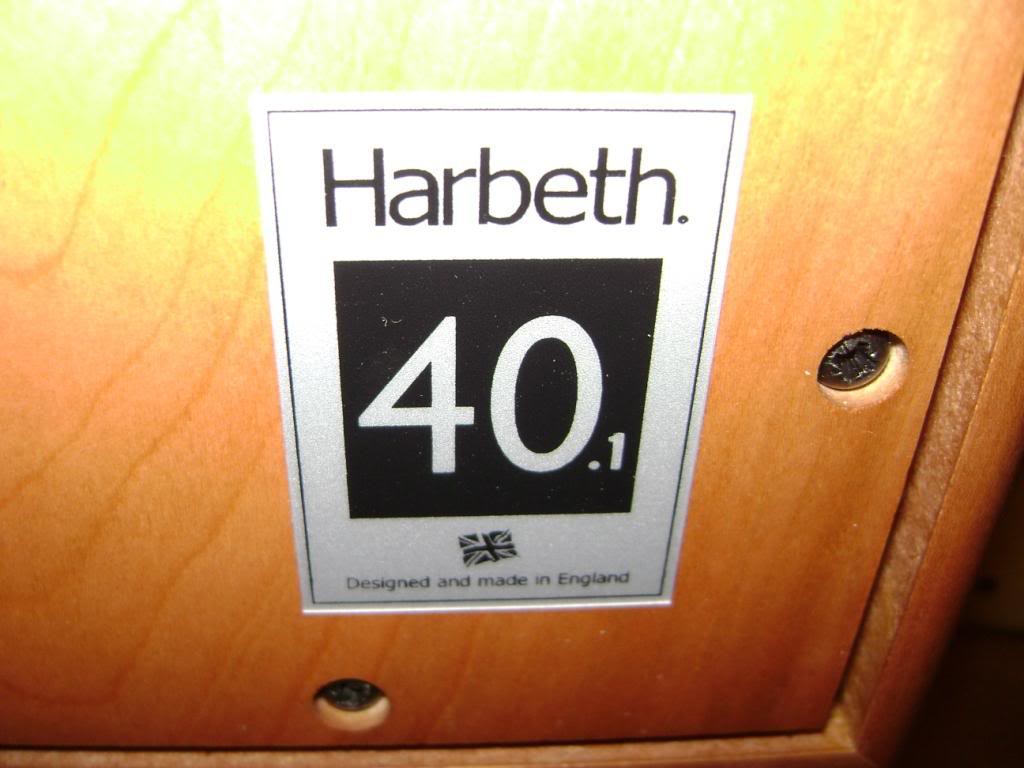 Harbeth.
40.1
Designed and made in England